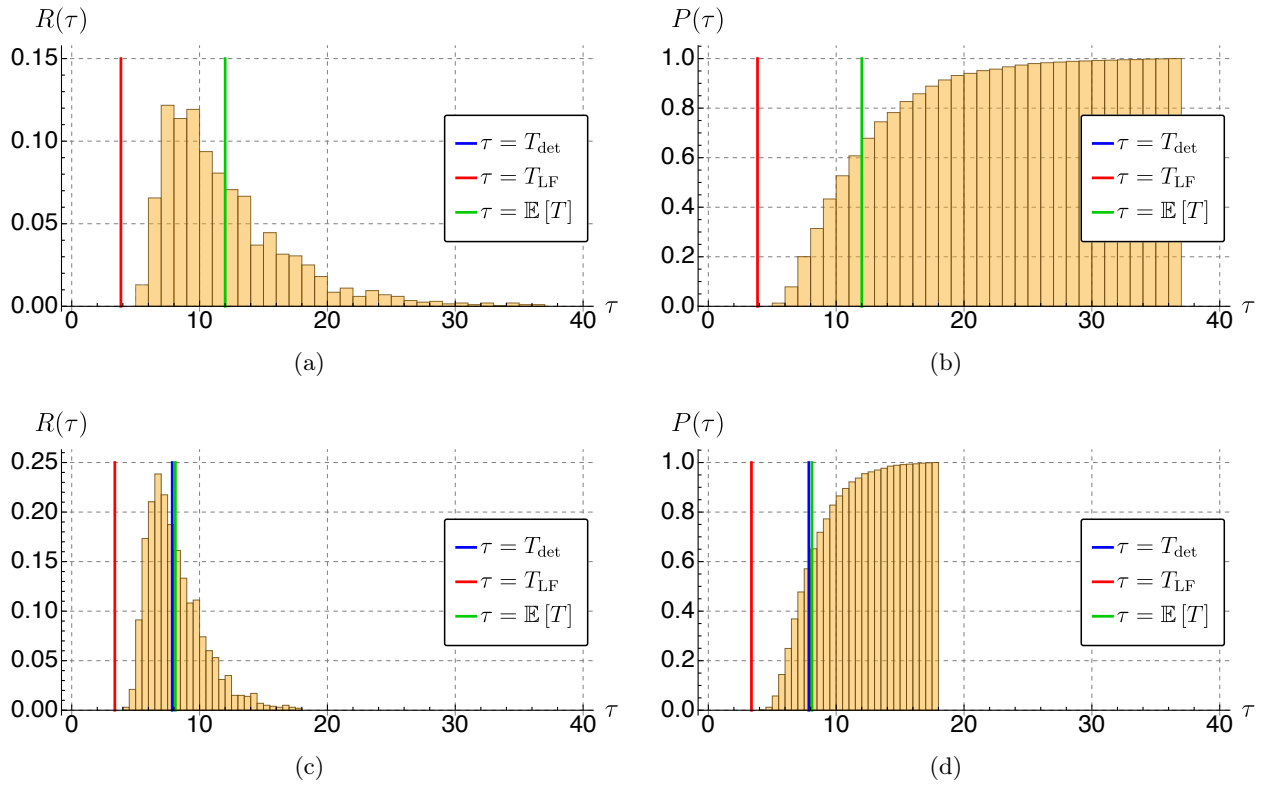 R(τ)
0.15
0.10
0.05
0.00
0 10 20 30 40 τ
τ = T_det
τ = T_LF
τ = 𝔼 [T]
(a)
P(τ)
1.0
0.8
0.6
0.4
0.2
0.0
0 10 20 30 40 τ
τ = T_det
τ = T_LF
τ = 𝔼 [T]
(b)
R(τ)
0.25
0.20
0.15
0.10
0.05
0.00
0 10 20 30 40 τ
τ = T_det
τ = T_LF
τ = 𝔼 [T]
(c)
P(τ)
1.0
0.8
0.6
0.4
0.2
0.0
0 10 20 30 40 τ
τ = T_det
τ = T_LF
τ = 𝔼 [T]
(d)